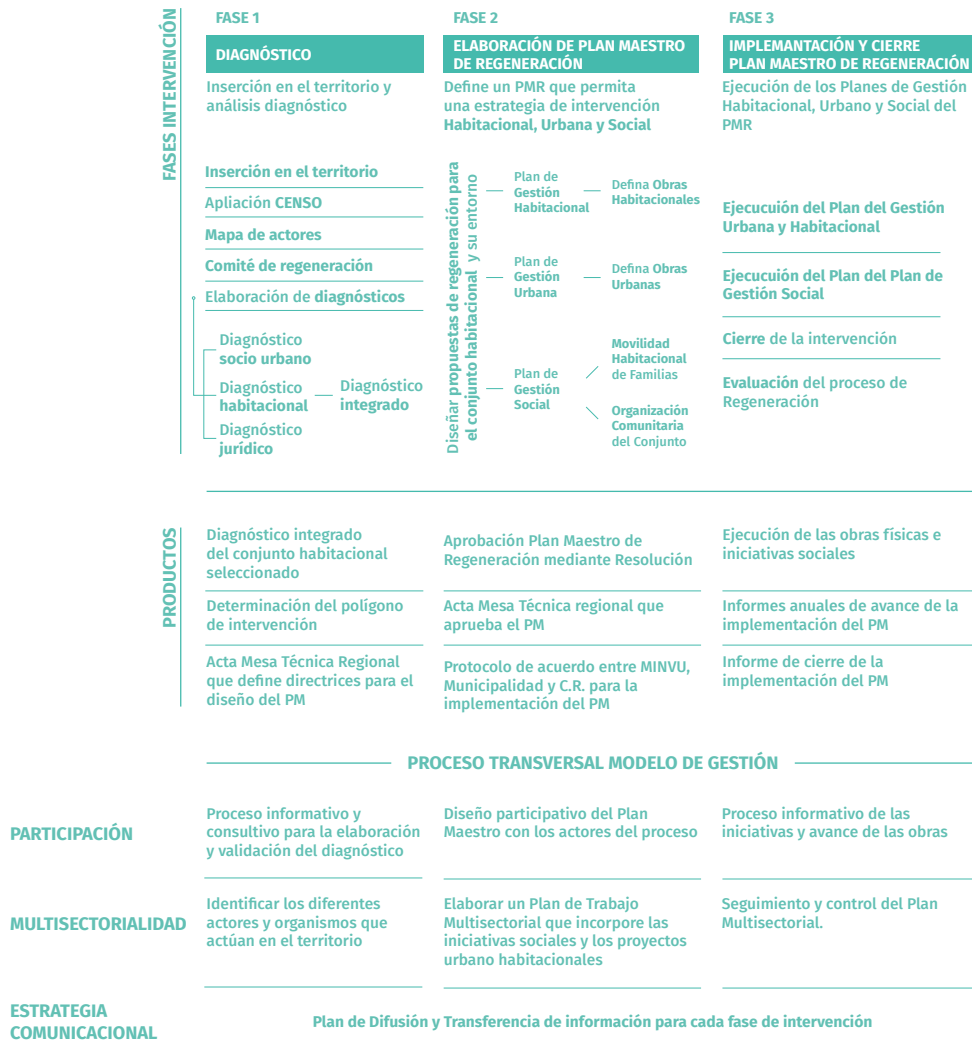 FASES INTERVENCIÓN
FASE 1
DIAGNÓSTICO
Inserción en el territorio y
análisis diagnóstico
Inserción en el territorio
Apliación CENSO
Mapa de actores
Comité de regeneración
Elaboración de diagnósticos
Diagnóstico
socio urbano
Diagnóstico
habitacional
Diagnóstico
jurídico
Diagnóstico
integrado
FASE 2
ELABORACIÓN DE PLAN MAESTRO
DE REGENERACIÓN
Define un PMR que permita
una estrategia de intervención
Habitacional, Urbana y Social
Diseñar propuestas de regeneración para
el conjunto habitacional y su entorno
Plan de
Gestión
Habitacional
Defina Obras
Habitacionales
Plan de
Gestión
Urbana
Defina Obras
Urbanas
Plan de
Gestión
Social
Movilidad
Habitacional
de Familias
Organización
Comunitaria
del Conjunto
FASE 3
IMPLEMANTACIÓN Y CIERRE
PLAN MAESTRO DE REGENERACIÓN
Ejecución de los Planes de Gestión
Habitacional, Urbano y Social del
PMR
Ejecucuión del Plan del Gestión
Urbana y Habitacional
Ejecucuión del Plan del Plan de
Gestión Social
Cierre de la intervención
Evaluación del proceso de
Regeneración
PRODUCTOS
Diagnóstico integrado
del conjunto habitacional
seleccionado
Determinación del polígono
de intervención
Acta Mesa Técnica Regional
que define directrices para el
diseño del PM
Aprobación Plan Maestro de
Regeneración mediante Resolución
Acta Mesa Técnica regional que
aprueba el PM
Protocolo de acuerdo entre MINVU,
Municipalidad y C.R. para la
implementación del PM
Ejecución de las obras físicas e
iniciativas sociales
Informes anuales de avance de la
implementación del PM
Informe de cierre de la
implementación del PM
PROCESO TRANSVERSAL MODELO DE GESTIÓN
PARTICIPACIÓN
Proceso informativo y
consultivo para la elaboración
y validación del diagnóstico
Diseño participativo del Plan
Maestro con los actores del proceso
Proceso informativo de las
iniciativas y avance de las obras
MULTISECTORIALIDAD
Identificar los diferentes
actores y organismos que
actúan en el territorio
Elaborar un Plan de Trabajo
Multisectorial que incorpore las
iniciativas sociales y los proyectos
urbano habitacionales
Seguimiento y control del Plan
Multisectorial.
ESTRATEGIA
COMUNICACIONAL
Plan de Difusión y Transferencia de información para cada fase de intervención